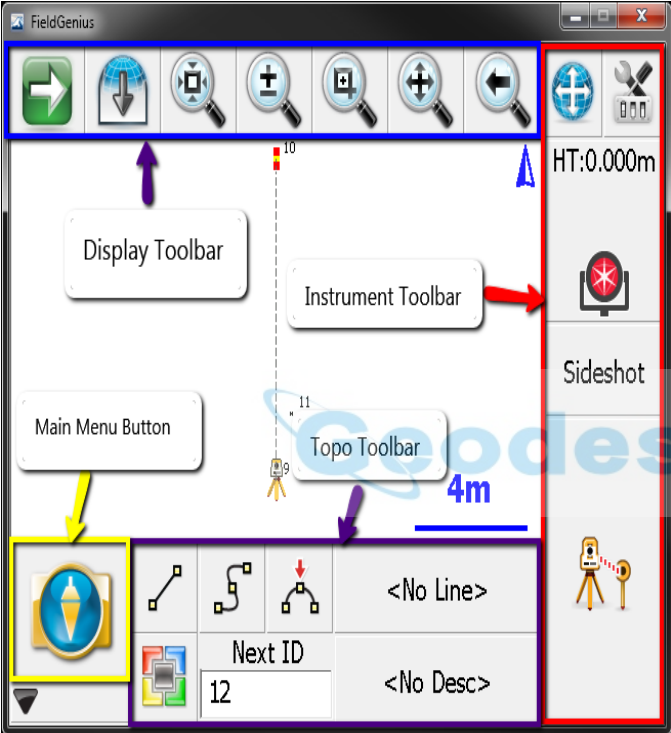 FieldGenius
10
HT:0.000m
Display Toolbar
Instrument Toolbar
Sideshot
11
Main Menu Button
Topo Toolbar
Geodes
9
4m
<No Line>
Next ID
12
<No Desc>